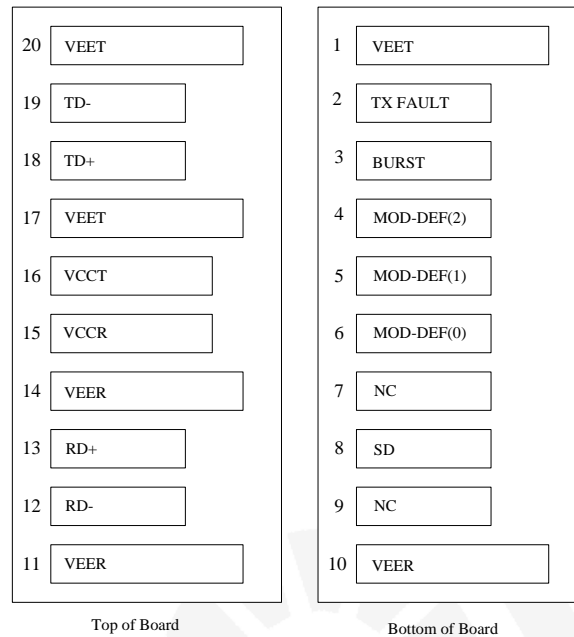 20 VEET
19 TD-
18 TD+
17 VEET
16 VCCT
15 VCCR
14 VEER
13 RD+
12 RD-
11 VEER
Top of Board
1 VEET
2 TX FAULT
3 BURST
4 MOD-DEF(2)
5 MOD-DEF(1)
6 MOD-DEF(0)
7 NC
8 SD
9 NC
10 VEER
Bottom of Board